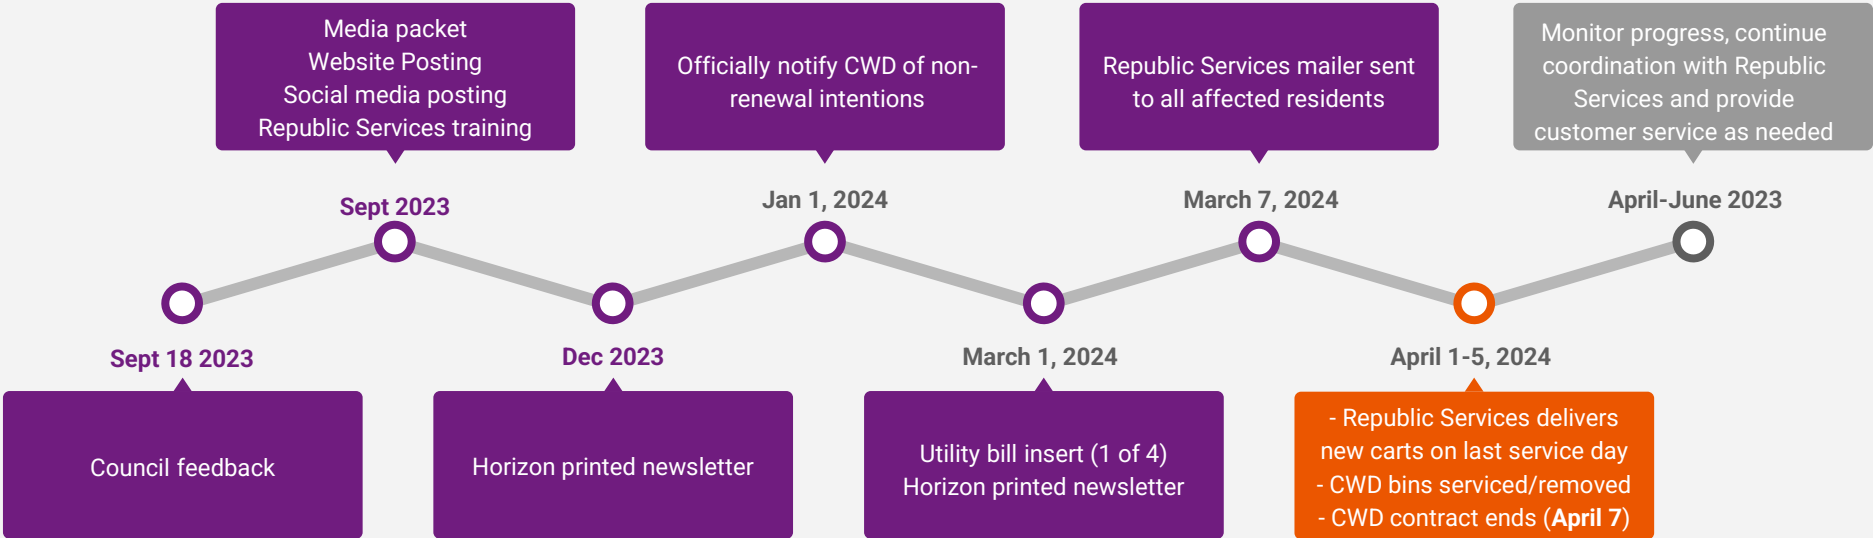 Media packet
Website Posting
Social media posting
Republic Services training
Officially notify CWD of non-
renewal intentions
Republic Services mailer sent
to all affected residents
Monitor progress, continue
coordination with Republic
Services and provide
customer service as needed
Sept 2023
Jan 1, 2024
March 7, 2024
April-June 2023
Sept 18 2023
Dec 2023
March 1, 2024
April 1-5, 2024
Council feedback
Horizon printed newsletter
Utility bill insert (1 of 4)
Horizon printed newsletter
- Republic Services delivers
new carts on last service day
- CWD bins serviced/removed
- CWD contract ends (April 7)